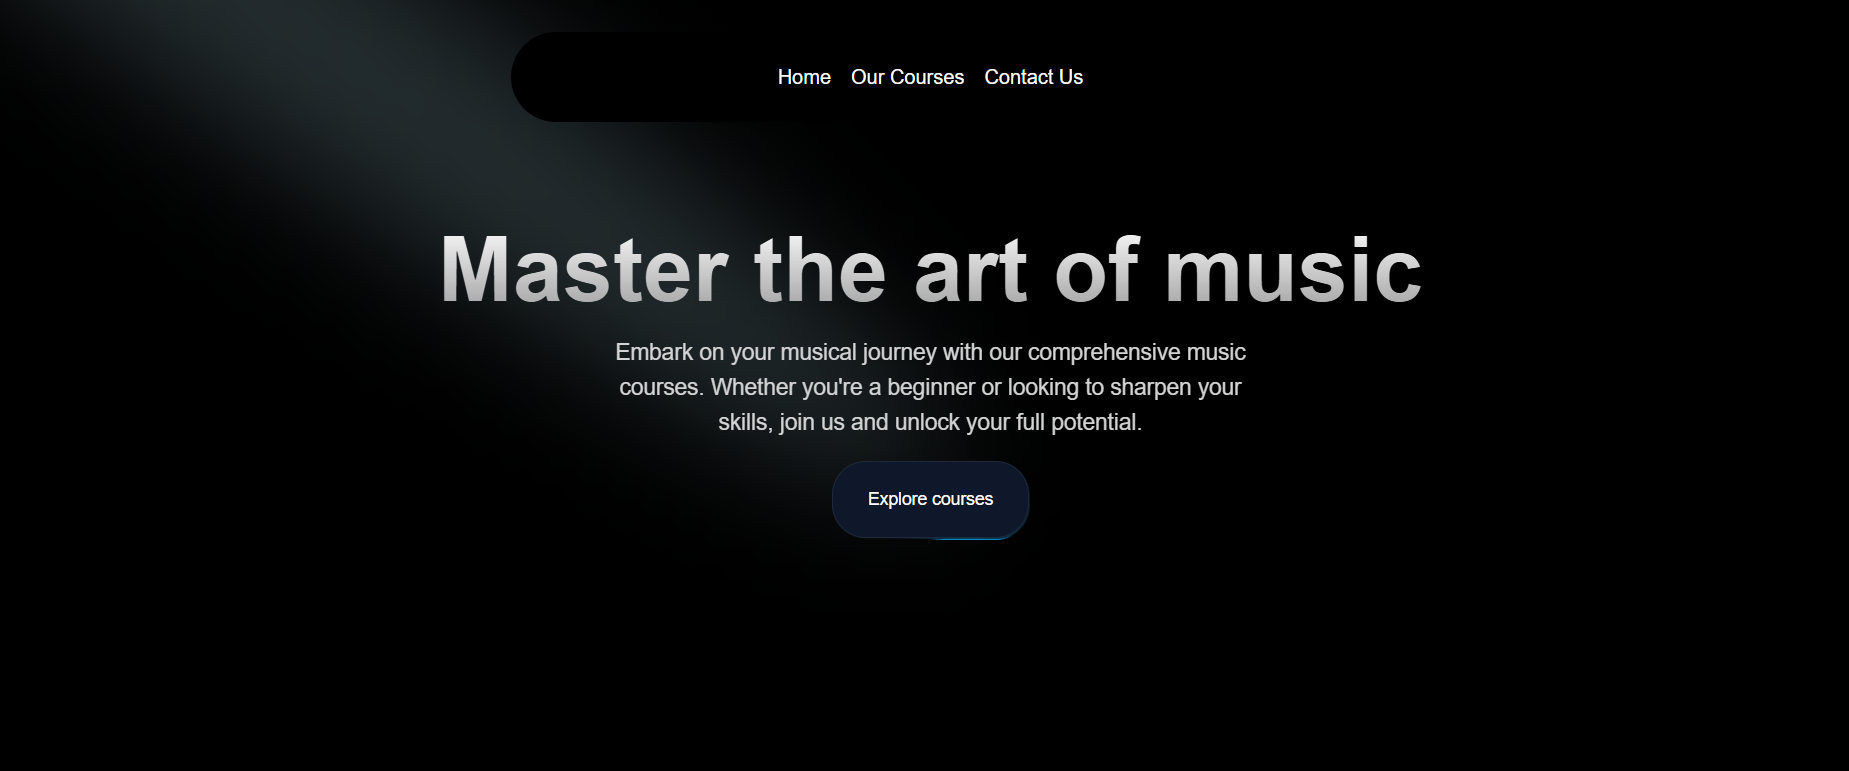 Home Our Courses Contact Us
Master the art of music
Embark on your musical journey with our comprehensive music
courses. Whether you're a beginner or looking to sharpen your
skills, join us and unlock your full potential.
Explore courses